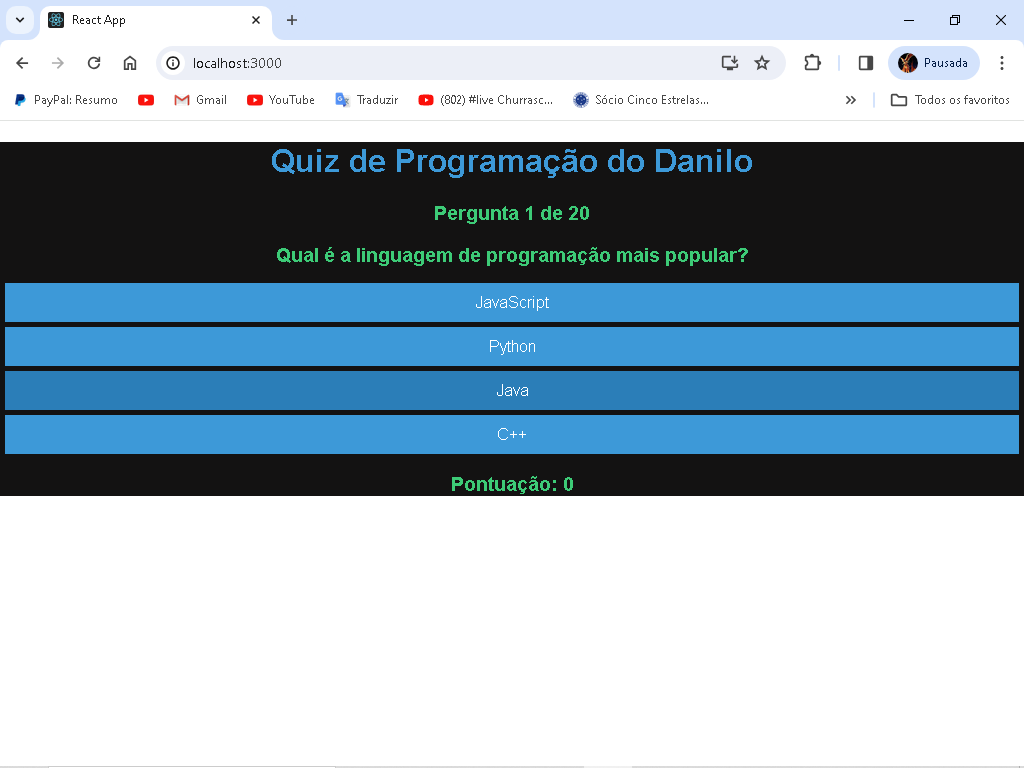 React App
localhost:3000
Pausada
PayPal: Resumo
Gmail
YouTube
Traduzir
(802) #live Churrasc...
Sócio Cinco Estrelas...
Todos os favoritos
Quiz de Programação do Danilo
Pergunta 1 de 20
Qual é a linguagem de programação mais popular?
JavaScript
Python
Java
C++
Pontuação: 0